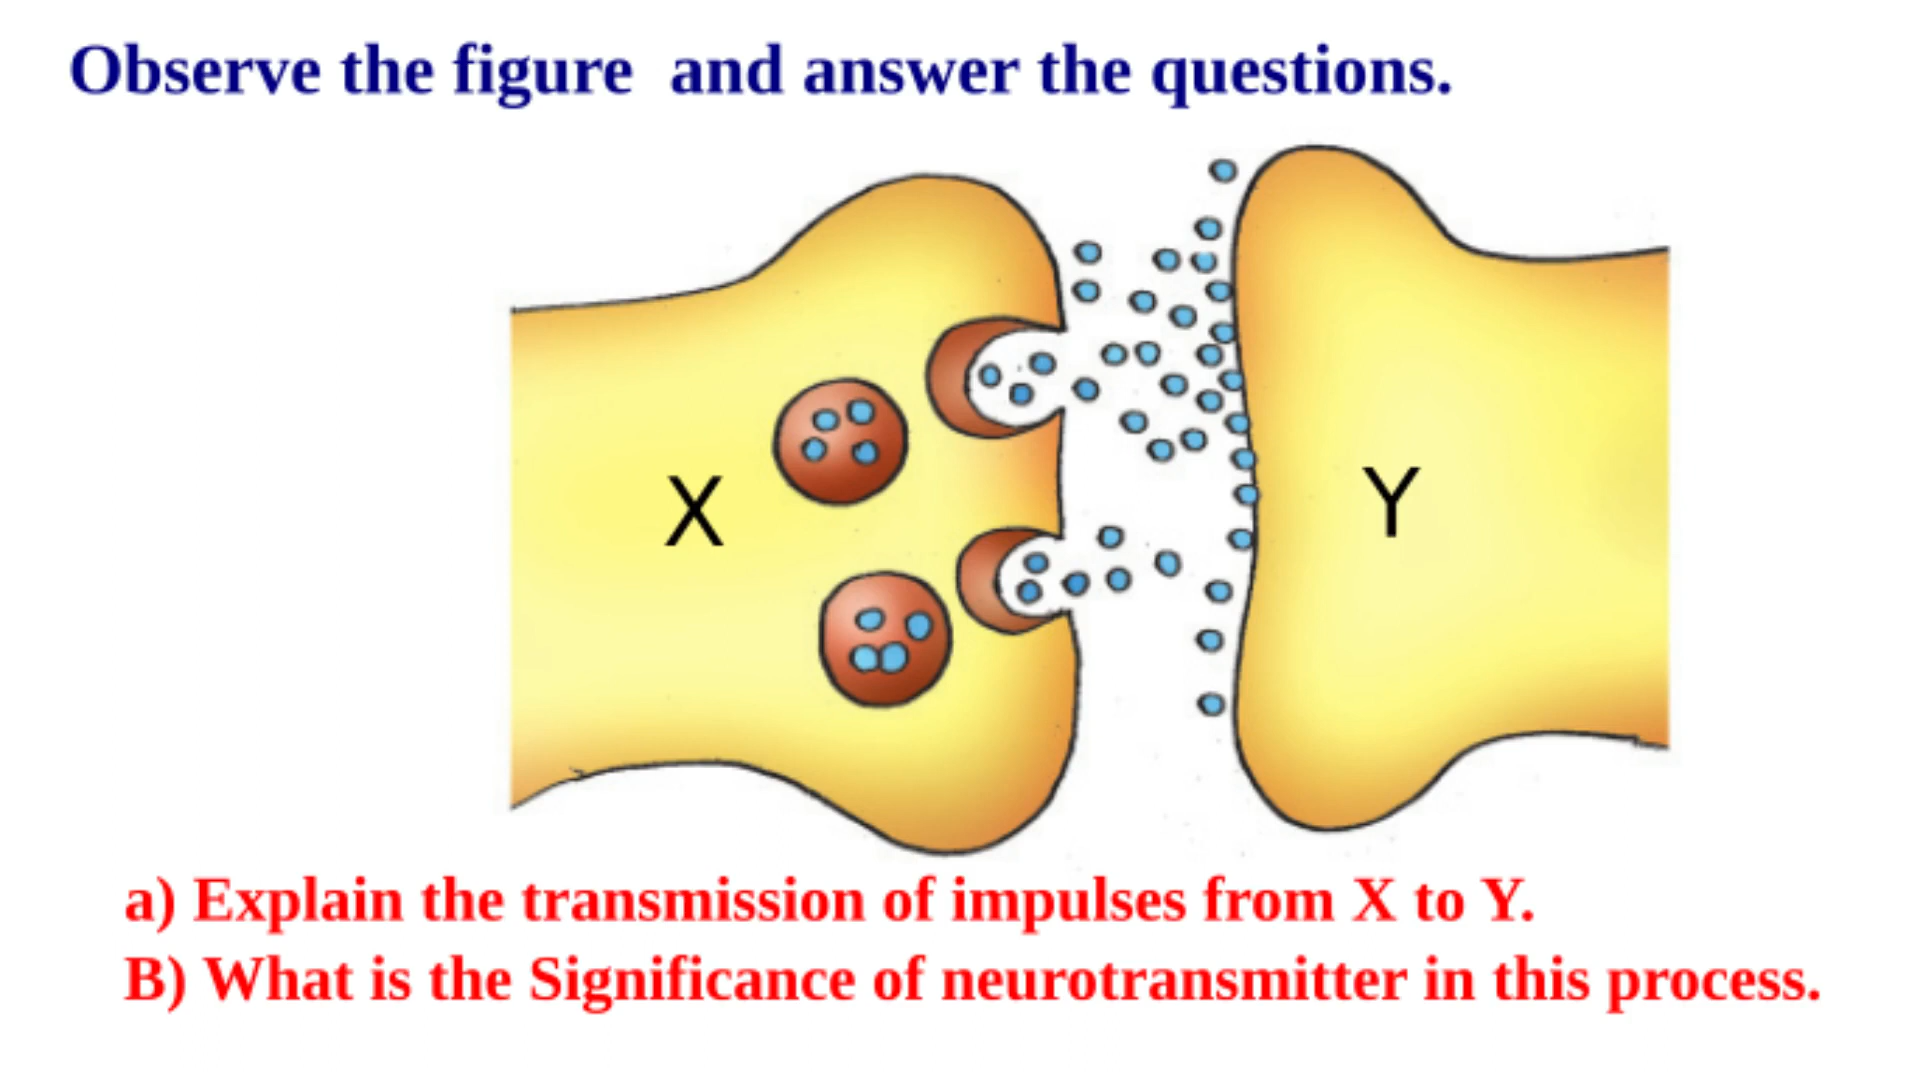 Observe the figure and answer the questions.
X
Y
a) Explain the transmission of impulses from X to Y.
B) What is the Significance of neurotransmitter in this process.